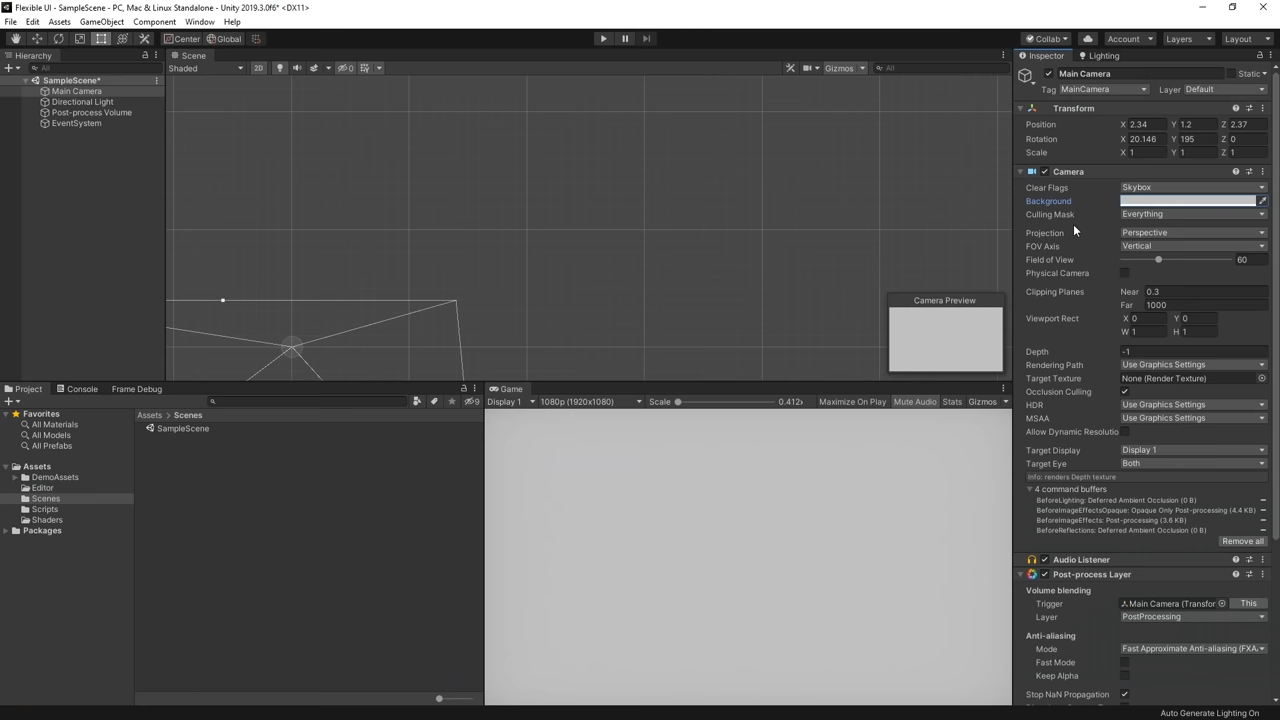 Flexible UI - SampleScene - PC, Mac & Linux Standalone - Unity 2019.3.0f6* <DX11>
File Edit Assets GameObject Component Window Help
Center Global Collab Account Layers Layout
Hierarchy
All
SampleScene*
Main Camera
Directional Light
Post-process Volume
EventSystem
Scene
Shaded 2D 0 Gizmos All
Camera Preview
Project Console Frame Debug
9
Favorites
All Materials
All Models
All Prefabs
Assets
DemoAssets
Editor
Scenes
Scripts
Shaders
Packages
Assets > Scenes
SampleScene
Game
Display 1 1080p (1920x1080) Scale 0.412x Maximize On Play Mute Audio Stats Gizmos
Inspector Lighting
Main Camera Static
Tag MainCamera Layer Default
Transform
Position X 2.34 Y 1.2 Z 2.37
Rotation X 20.146 Y 195 Z 0
Scale X 1 Y 1 Z 1
Camera
Clear Flags Skybox
Background
Culling Mask Everything
Projection Perspective
FOV Axis Vertical
Field of View 60
Physical Camera
Clipping Planes Near 0.3
Far 1000
Viewport Rect X 0 Y 0
W 1 H 1
Depth -1
Rendering Path Use Graphics Settings
Target Texture None (Render Texture)
Occlusion Culling
HDR Use Graphics Settings
MSAA Use Graphics Settings
Allow Dynamic Resolutio
Target Display Display 1
Target Eye Both
Info: renders Depth texture
4 command buffers
BeforeLighting: Deferred Ambient Occlusion (0 B)
BeforeImageEffectsOpaque: Opaque Only Post-processing (4.4 KB)
BeforeImageEffects: Post-processing (3.6 KB)
BeforeReflections: Deferred Ambient Occlusion (0 B)
Remove all
Audio Listener
Post-process Layer
Volume blending
Trigger Main Camera (Transfor This
Layer PostProcessing
Anti-aliasing
Mode Fast Approximate Anti-aliasing (FXA
Fast Mode
Keep Alpha
Stop NaN Propagation
Auto Generate Lighting On